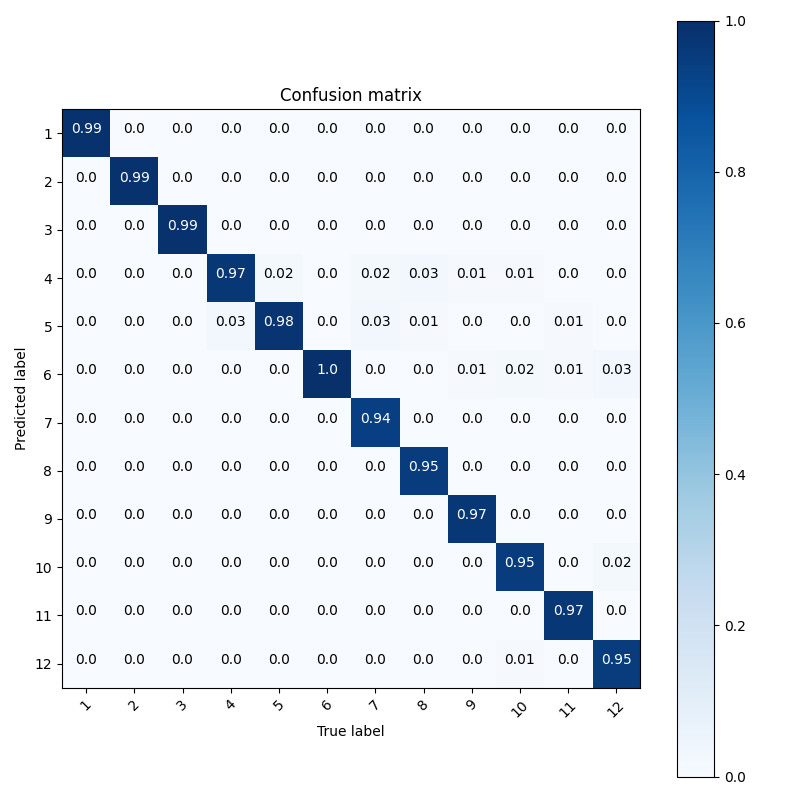 Confusion matrix
1 0.99 0.0 0.0 0.0 0.0 0.0 0.0 0.0 0.0 0.0 0.0 0.0
2 0.0 0.99 0.0 0.0 0.0 0.0 0.0 0.0 0.0 0.0 0.0 0.0
3 0.0 0.0 0.99 0.0 0.0 0.0 0.0 0.0 0.0 0.0 0.0 0.0
4 0.0 0.0 0.0 0.97 0.02 0.0 0.02 0.03 0.01 0.01 0.0 0.0
5 0.0 0.0 0.0 0.03 0.98 0.0 0.03 0.01 0.0 0.0 0.01 0.0
6 0.0 0.0 0.0 0.0 0.0 1.0 0.0 0.0 0.01 0.02 0.01 0.03
7 0.0 0.0 0.0 0.0 0.0 0.0 0.94 0.0 0.0 0.0 0.0 0.0
8 0.0 0.0 0.0 0.0 0.0 0.0 0.0 0.95 0.0 0.0 0.0 0.0
9 0.0 0.0 0.0 0.0 0.0 0.0 0.0 0.0 0.97 0.0 0.0 0.0
10 0.0 0.0 0.0 0.0 0.0 0.0 0.0 0.0 0.0 0.95 0.0 0.02
11 0.0 0.0 0.0 0.0 0.0 0.0 0.0 0.0 0.0 0.0 0.97 0.0
12 0.0 0.0 0.0 0.0 0.0 0.0 0.0 0.0 0.0 0.01 0.0 0.95
1 2 3 4 5 6 7 8 9 10 11 12
True label
Predicted label
1.0
0.8
0.6
0.4
0.2
0.0